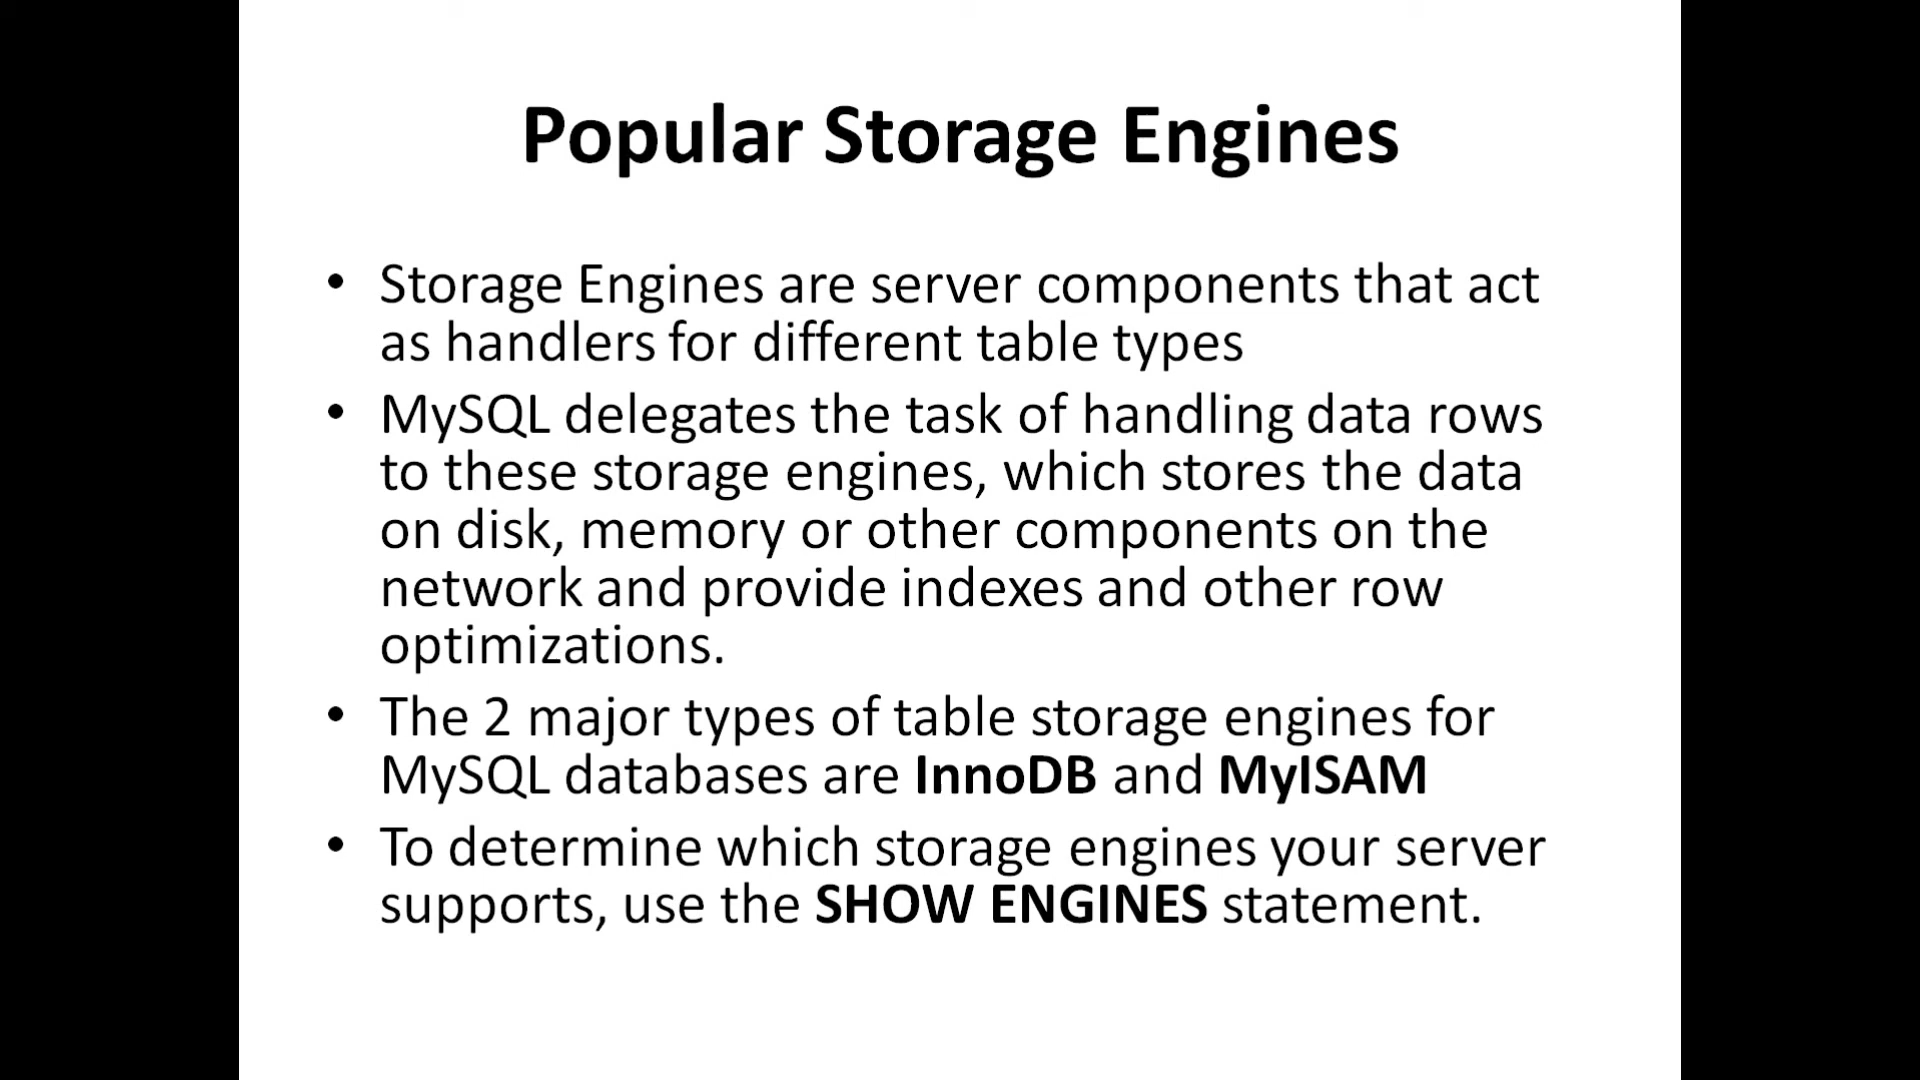 Popular Storage Engines
• Storage Engines are server components that act
as handlers for different table types
• MySQL delegates the task of handling data rows
to these storage engines, which stores the data
on disk, memory or other components on the
network and provide indexes and other row
optimizations.
• The 2 major types of table storage engines for
MySQL databases are InnoDB and MyISAM
• To determine which storage engines your server
supports, use the SHOW ENGINES statement.